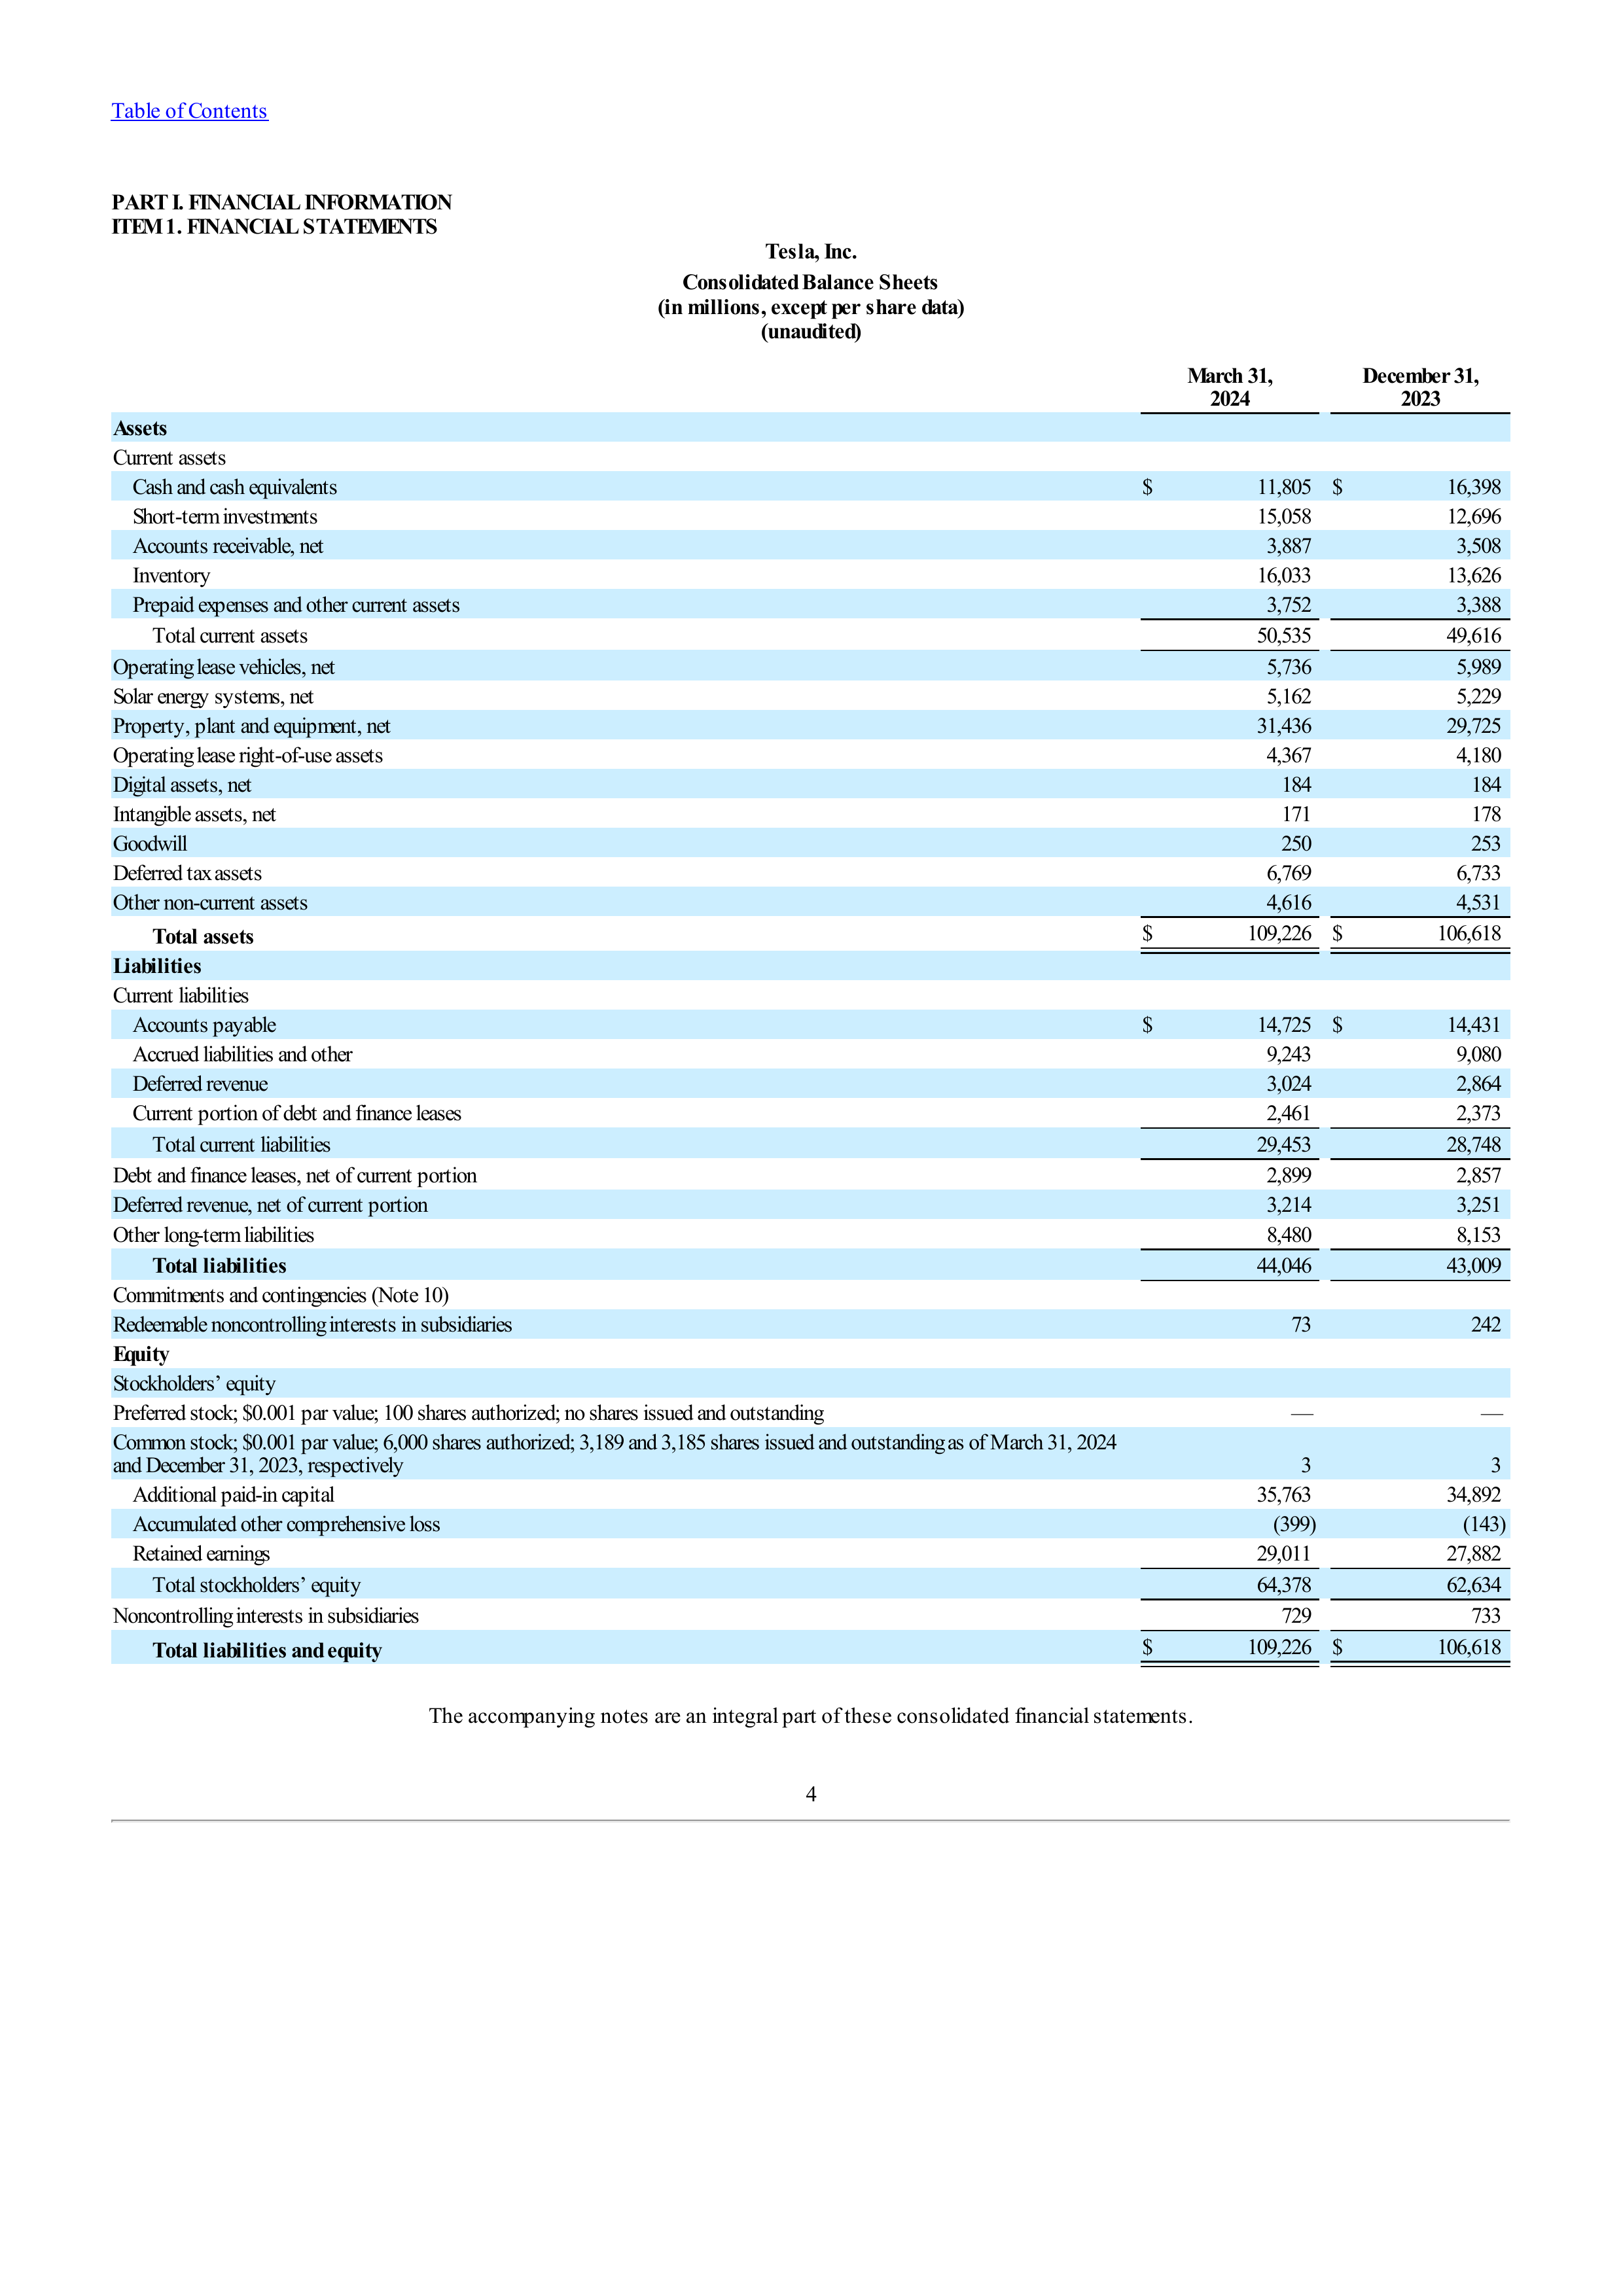 Table of Contents
PART I. FINANCIAL INFORMATION
ITEM 1. FINANCIAL STATEMENTS
Tesla, Inc.
Consolidated Balance Sheets
(in millions, except per share data)
(unaudited)
March 31, December 31,
2024 2023
Assets
Current assets
Cash and cash equivalents $ 11,805 $ 16,398
Short-term investments 15,058 12,696
Accounts receivable, net 3,887 3,508
Inventory 16,033 13,626
Prepaid expenses and other current assets 3,752 3,388
Total current assets 50,535 49,616
Operating lease vehicles, net 5,736 5,989
Solar energy systems, net 5,162 5,229
Property, plant and equipment, net 31,436 29,725
Operating lease right-of-use assets 4,367 4,180
Digital assets, net 184 184
Intangible assets, net 171 178
Goodwill 250 253
Deferred tax assets 6,769 6,733
Other non-current assets 4,616 4,531
Total assets $ 109,226 $ 106,618
Liabilities
Current liabilities
Accounts payable $ 14,725 $ 14,431
Accrued liabilities and other 9,243 9,080
Deferred revenue 3,024 2,864
Current portion of debt and finance leases 2,461 2,373
Total current liabilities 29,453 28,748
Debt and finance leases, net of current portion 2,899 2,857
Deferred revenue, net of current portion 3,214 3,251
Other long-term liabilities 8,480 8,153
Total liabilities 44,046 43,009
Commitments and contingencies (Note 10)
Redeemable noncontrolling interests in subsidiaries 73 242
Equity
Stockholders’ equity
Preferred stock; $0.001 par value; 100 shares authorized; no shares issued and outstanding — —
Common stock; $0.001 par value; 6,000 shares authorized; 3,189 and 3,185 shares issued and outstanding as of March 31, 2024
and December 31, 2023, respectively 3 3
Additional paid-in capital 35,763 34,892
Accumulated other comprehensive loss (399) (143)
Retained earnings 29,011 27,882
Total stockholders’ equity 64,378 62,634
Noncontrolling interests in subsidiaries 729 733
Total liabilities and equity $ 109,226 $ 106,618
The accompanying notes are an integral part of these consolidated financial statements.
4